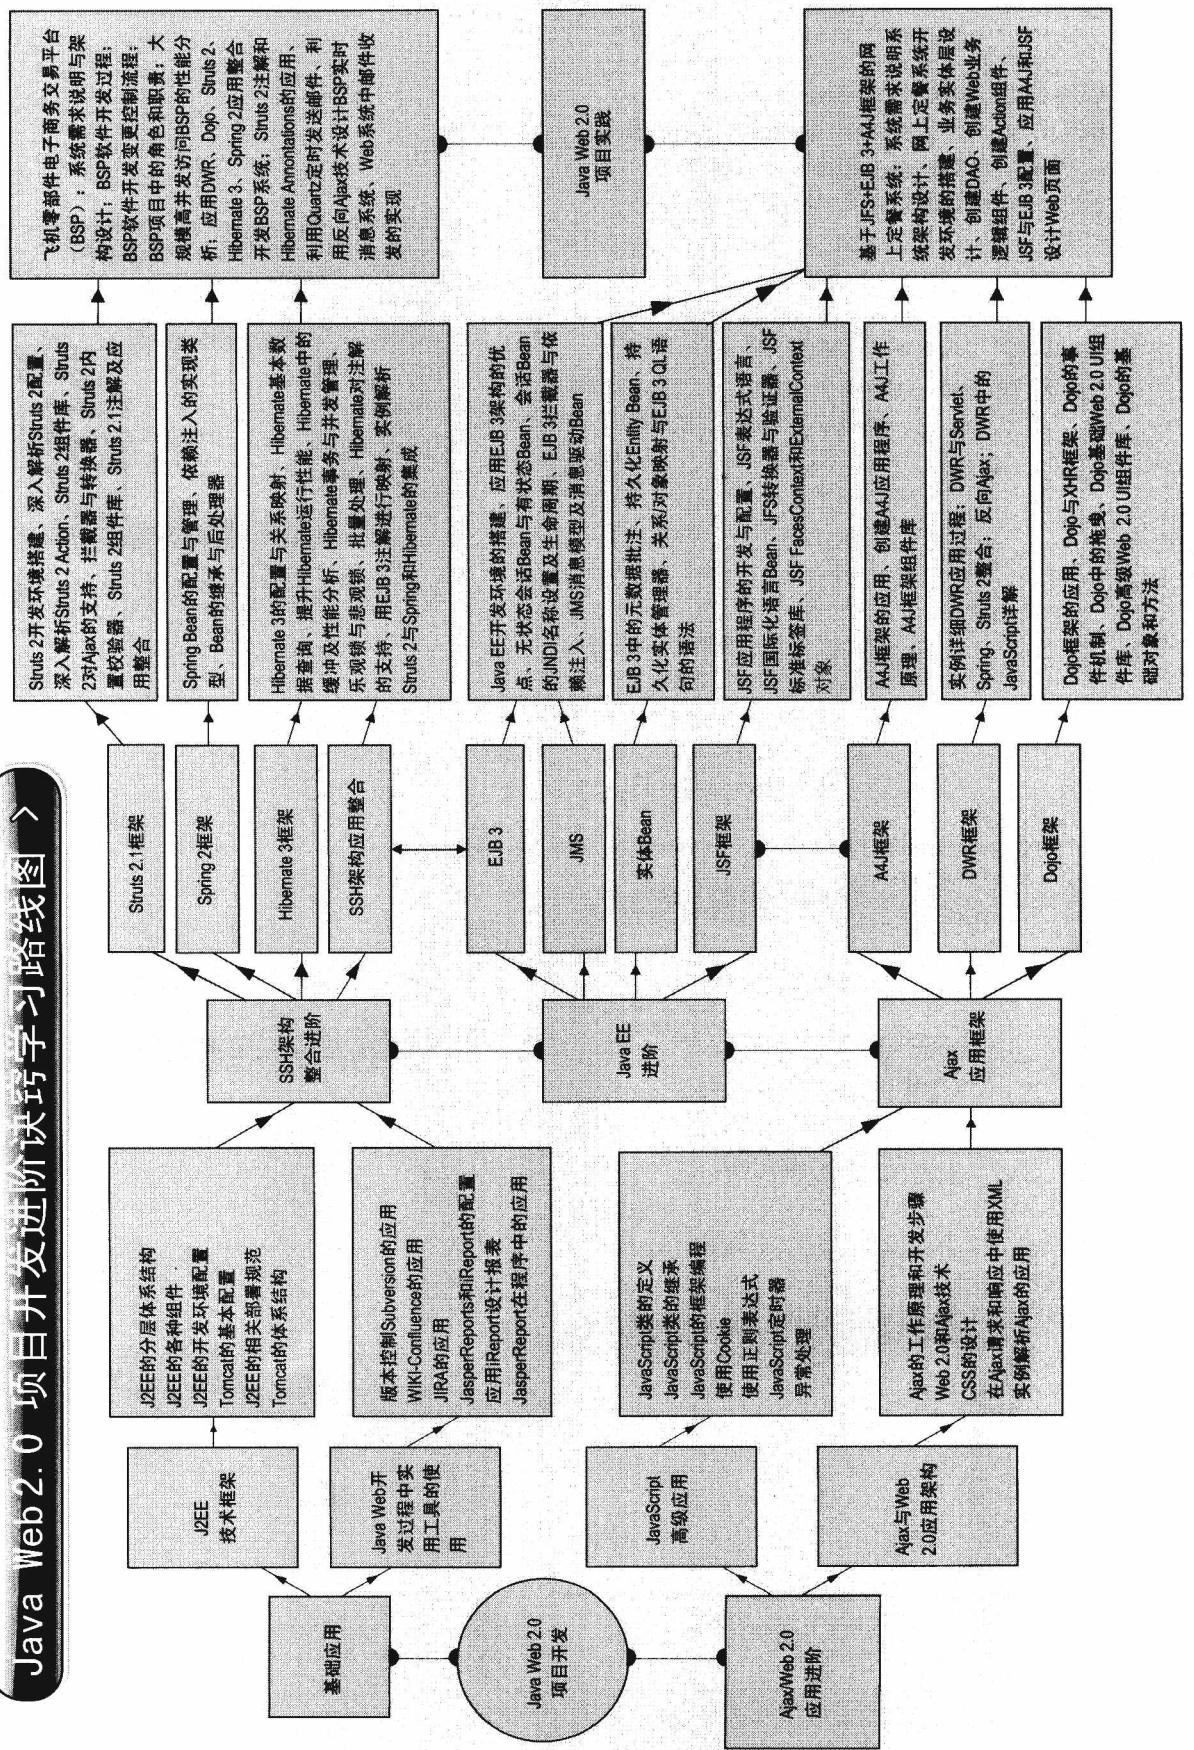 Java Web 2.0 项目开发进阶诀窍学习路线图 >
Java Web 2.0
项目开发
基础应用
Ajax/Web 2.0
应用进阶
J2EE
技术框架
Java Web开
发过程中实
用工具的使
用
JavaScript
高级应用
Ajax与Web
2.0应用架构
J2EE的分层体系结构
J2EE的各种组件
J2EE的开发环境配置
Tomcat的基本配置
J2EE的相关部署规范
Tomcat的体系结构
版本控制Subversion的应用
WIKI-Confluence的应用
JIRA的应用
JasperReports和iReport的配置
应用iReport设计报表
JasperReport在程序中的应用
JavaScript类的定义
JavaScript类的继承
JavaScript的框架编程
使用Cookie
使用正则表达式
JavaScript定时器
异常处理
Ajax的工作原理和开发步骤
Web 2.0和Ajax技术
CSS的设计
在Ajax请求和响应中使用XML
实例解析Ajax的应用
SSH架构
整合进阶
Java EE
进阶
Ajax
应用框架
Struts 2.1框架
Spring 2框架
Hibernate 3框架
SSH架构应用整合
EJB 3
JMS
实体Bean
JSF框架
A4J框架
DWR框架
Dojo框架
Struts 2开发环境搭建、深入解析Struts 2配置、
深入解析Struts 2 Action、Struts 2组件库、Struts
2对Ajax的支持、拦截器与转换器、Struts 2内
置校验器、Struts 2组件库、Struts 2.1注解及应
用整合
Spring Bean的配置与管理、依赖注入的实现类
型、Bean的继承与后处理器
Hibernate 3的配置与关系映射、Hibernate基本数
据查询、提升Hibernate运行性能、Hibernate中的
缓冲及性能分析、Hibernate事务与并发管理、
乐观锁与悲观锁、批量处理、Hibernate对注解
的支持、用EJB 3注解进行映射、实例解析
Struts 2与Spring和Hibernate的集成
Java EE开发环境的搭建、应用EJB 3架构的优
点、无状态会话Bean与有状态Bean、会话Bean
的JNDI名称设置及生命周期、EJB 3拦截器与依
赖注入、JMS消息模型及消息驱动Bean
EJB 3中的元数据批注、持久化Entity Bean、持
久化实体管理器、关系/对象映射与EJB 3 QL语
句的语法
JSF应用程序的开发与配置、JSF表达式语言、
JSF国际化语言Bean、JFS转换器与验证器、JSF
标准标签库、JSF FacesContext和ExternalContext
对象
A4J框架的应用、创建A4J应用程序、A4J工作
原理、A4J框架组件库
实例详细DWR应用过程；DWR与Servlet、
Spring、Struts 2整合；反向Ajax；DWR中的
JavaScript详解
Dojo框架的应用、Dojo与XHR框架、Dojo的事
件机制、Dojo中的拖曳、Dojo基础Web 2.0 UI组
件库、Dojo高级Web 2.0 UI组件库、Dojo的基
础对象和方法
飞机零部件电子商务交易平台
（BSP）：系统需求说明与架
构设计；BSP软件开发过程；
BSP软件开发变更控制流程；
BSP项目中的角色和职责；大
规模高并发访问BSP的性能分
析；应用DWR、Dojo、Struts 2、
Hibernate 3、Spring 2应用整合
开发BSP系统；Struts 2注解和
Hibernate Annontations的应用、
利用Quartz定时发送邮件、利
用反向Ajax技术设计BSP实时
消息系统、Web系统中邮件收
发的实现
Java Web 2.0
项目实践
基于JFS+EJB 3+A4J框架的网
上定餐系统：系统需求说明系
统架构设计、网上定餐系统开
发环境的搭建、业务实体层设
计、创建DAO、创建Web业务
逻辑组件、创建Action组件、
JSF与EJB 3配置、应用A4J和JSF
设计Web页面